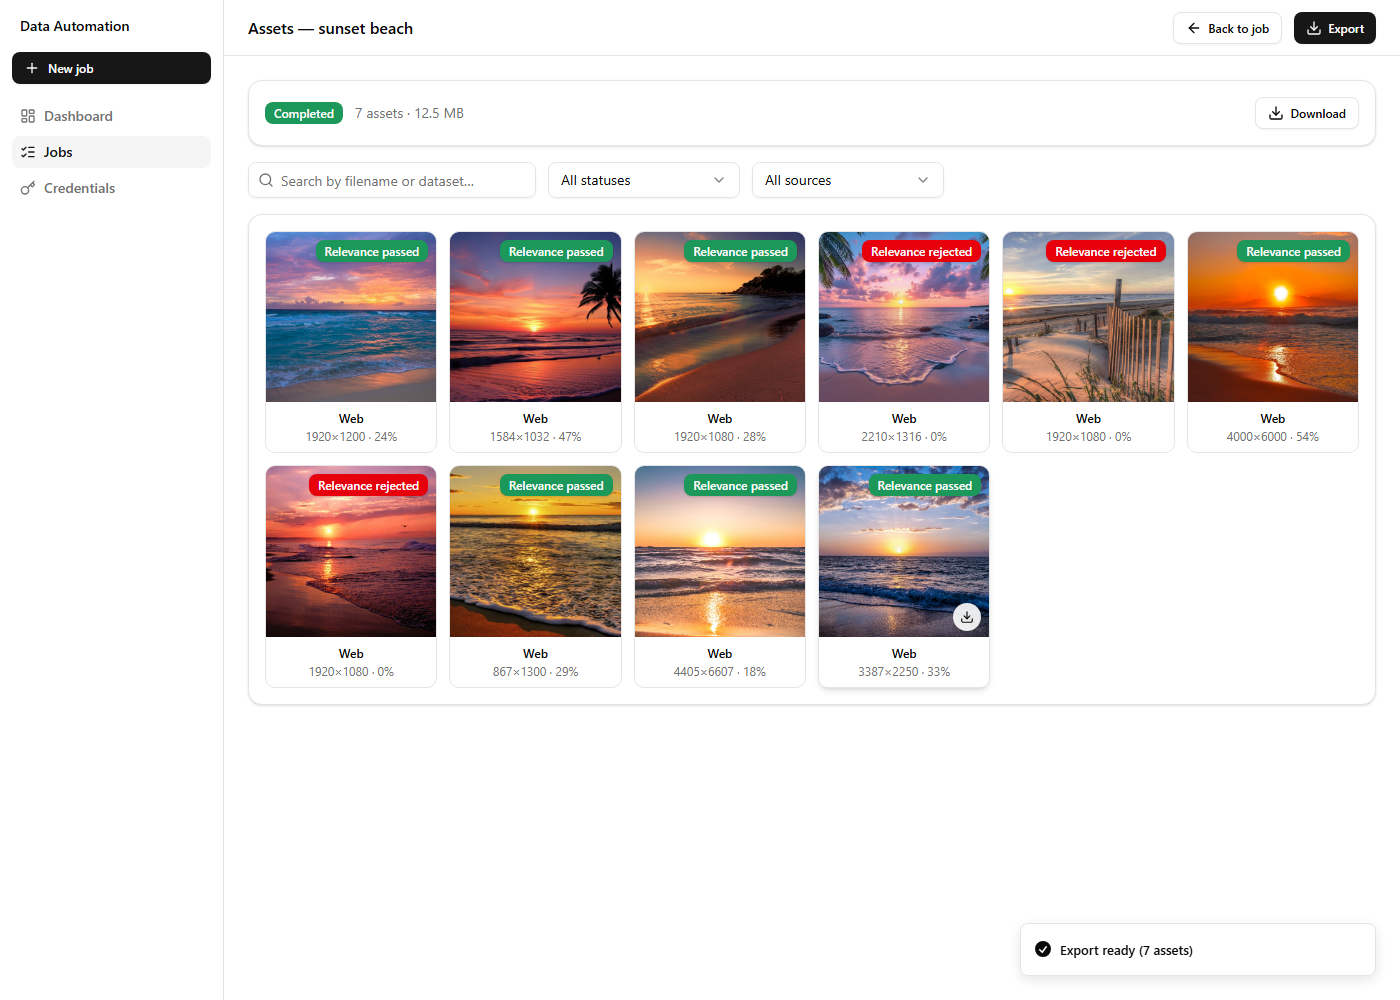 Data Automation
New job
Dashboard
Jobs
Credentials
Assets — sunset beach
Back to job
Export
Completed
7 assets · 12.5 MB
Download
Search by filename or dataset...
All statuses
All sources
Relevance passed
Web
1920×1200 · 24%
Relevance passed
Web
1584×1032 · 47%
Relevance passed
Web
1920×1080 · 28%
Relevance rejected
Web
2210×1316 · 0%
Relevance rejected
Web
1920×1080 · 0%
Relevance passed
Web
4000×6000 · 54%
Relevance rejected
Web
1920×1080 · 0%
Relevance passed
Web
867×1300 · 29%
Relevance passed
Web
4405×6607 · 18%
Relevance passed
Web
3387×2250 · 33%
Export ready (7 assets)